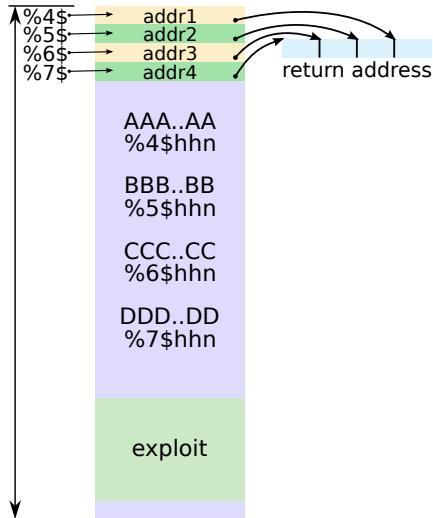 %4$ addr1
%5$ addr2
%6$ addr3
%7$ addr4
return address
AAA..AA
%4$hhn
BBB..BB
%5$hhn
CCC..CC
%6$hhn
DDD..DD
%7$hhn
exploit